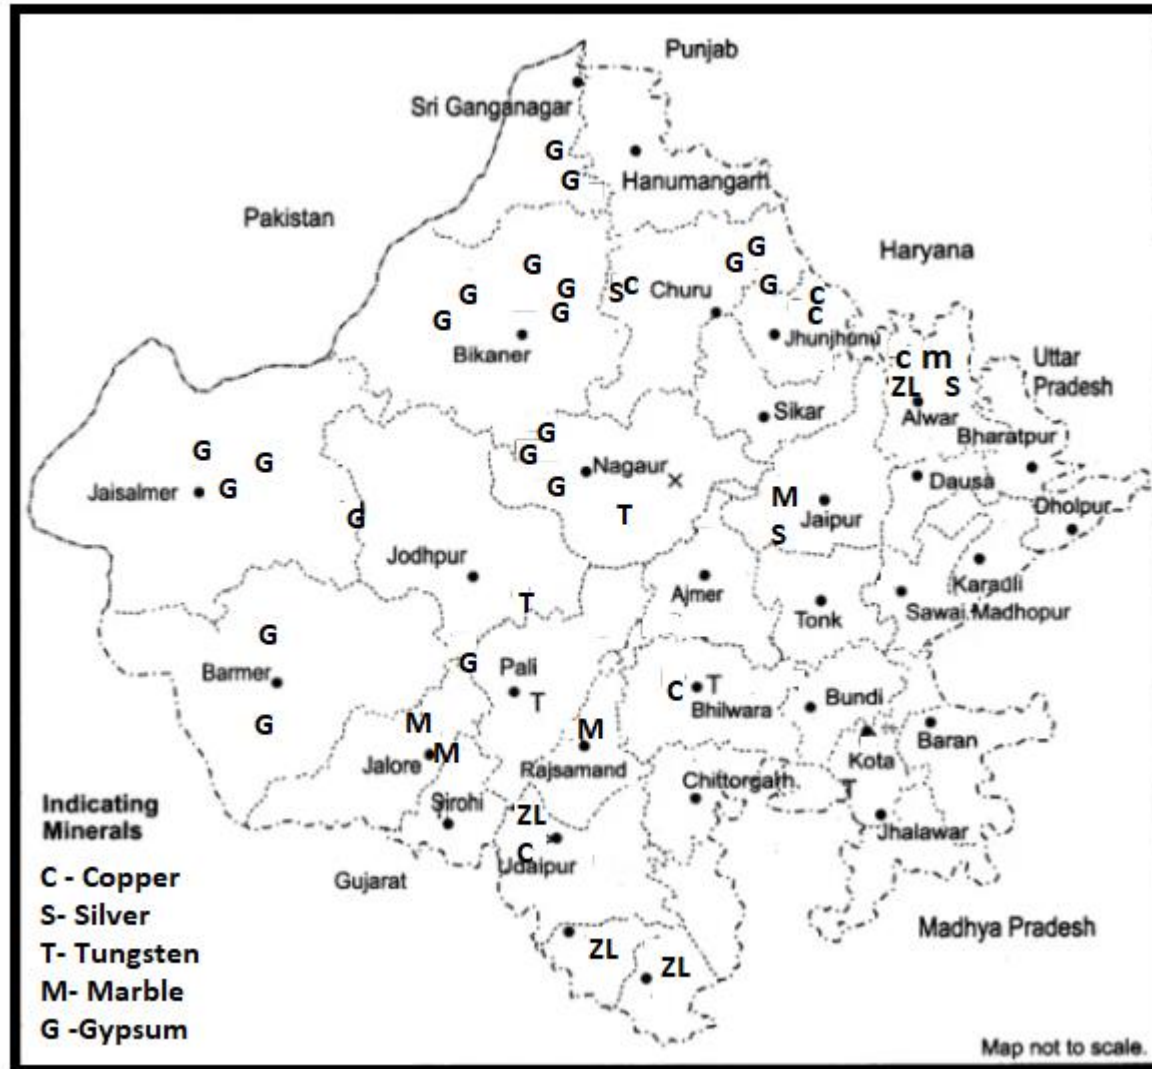 Punjab
Sri Ganganagar
G
Hanumangarh
G
Pakistan
Haryana
G
G
G
G
G
G
S C
Churu
G
C
G
G
C
Bikaner
Jhunjhunu
C m
Uttar
Pradesh
ZL S
Sikar
Alwar
Bharatpur
G
G
G
G
Nagaur
G
Jaisalmer
G
G
M
Jaipur
Dausa
Dholpur
G
T
S
Jodhpur
Ajmer
Karauli
T
Tonk
Sawai Madhopur
G
Barmer
G
Pali
T
C
T
Bhilwara
Bundi
G
M
M
M
Baran
Jalore
Rajsamand
Kota
Chittorgarh
T
Sirohi
ZL
Jhalawar
C
Udaipur
Gujarat
Madhya Pradesh
ZL
ZL
Indicating
Minerals
C - Copper
S- Silver
T- Tungsten
M- Marble
G -Gypsum
Map not to scale.